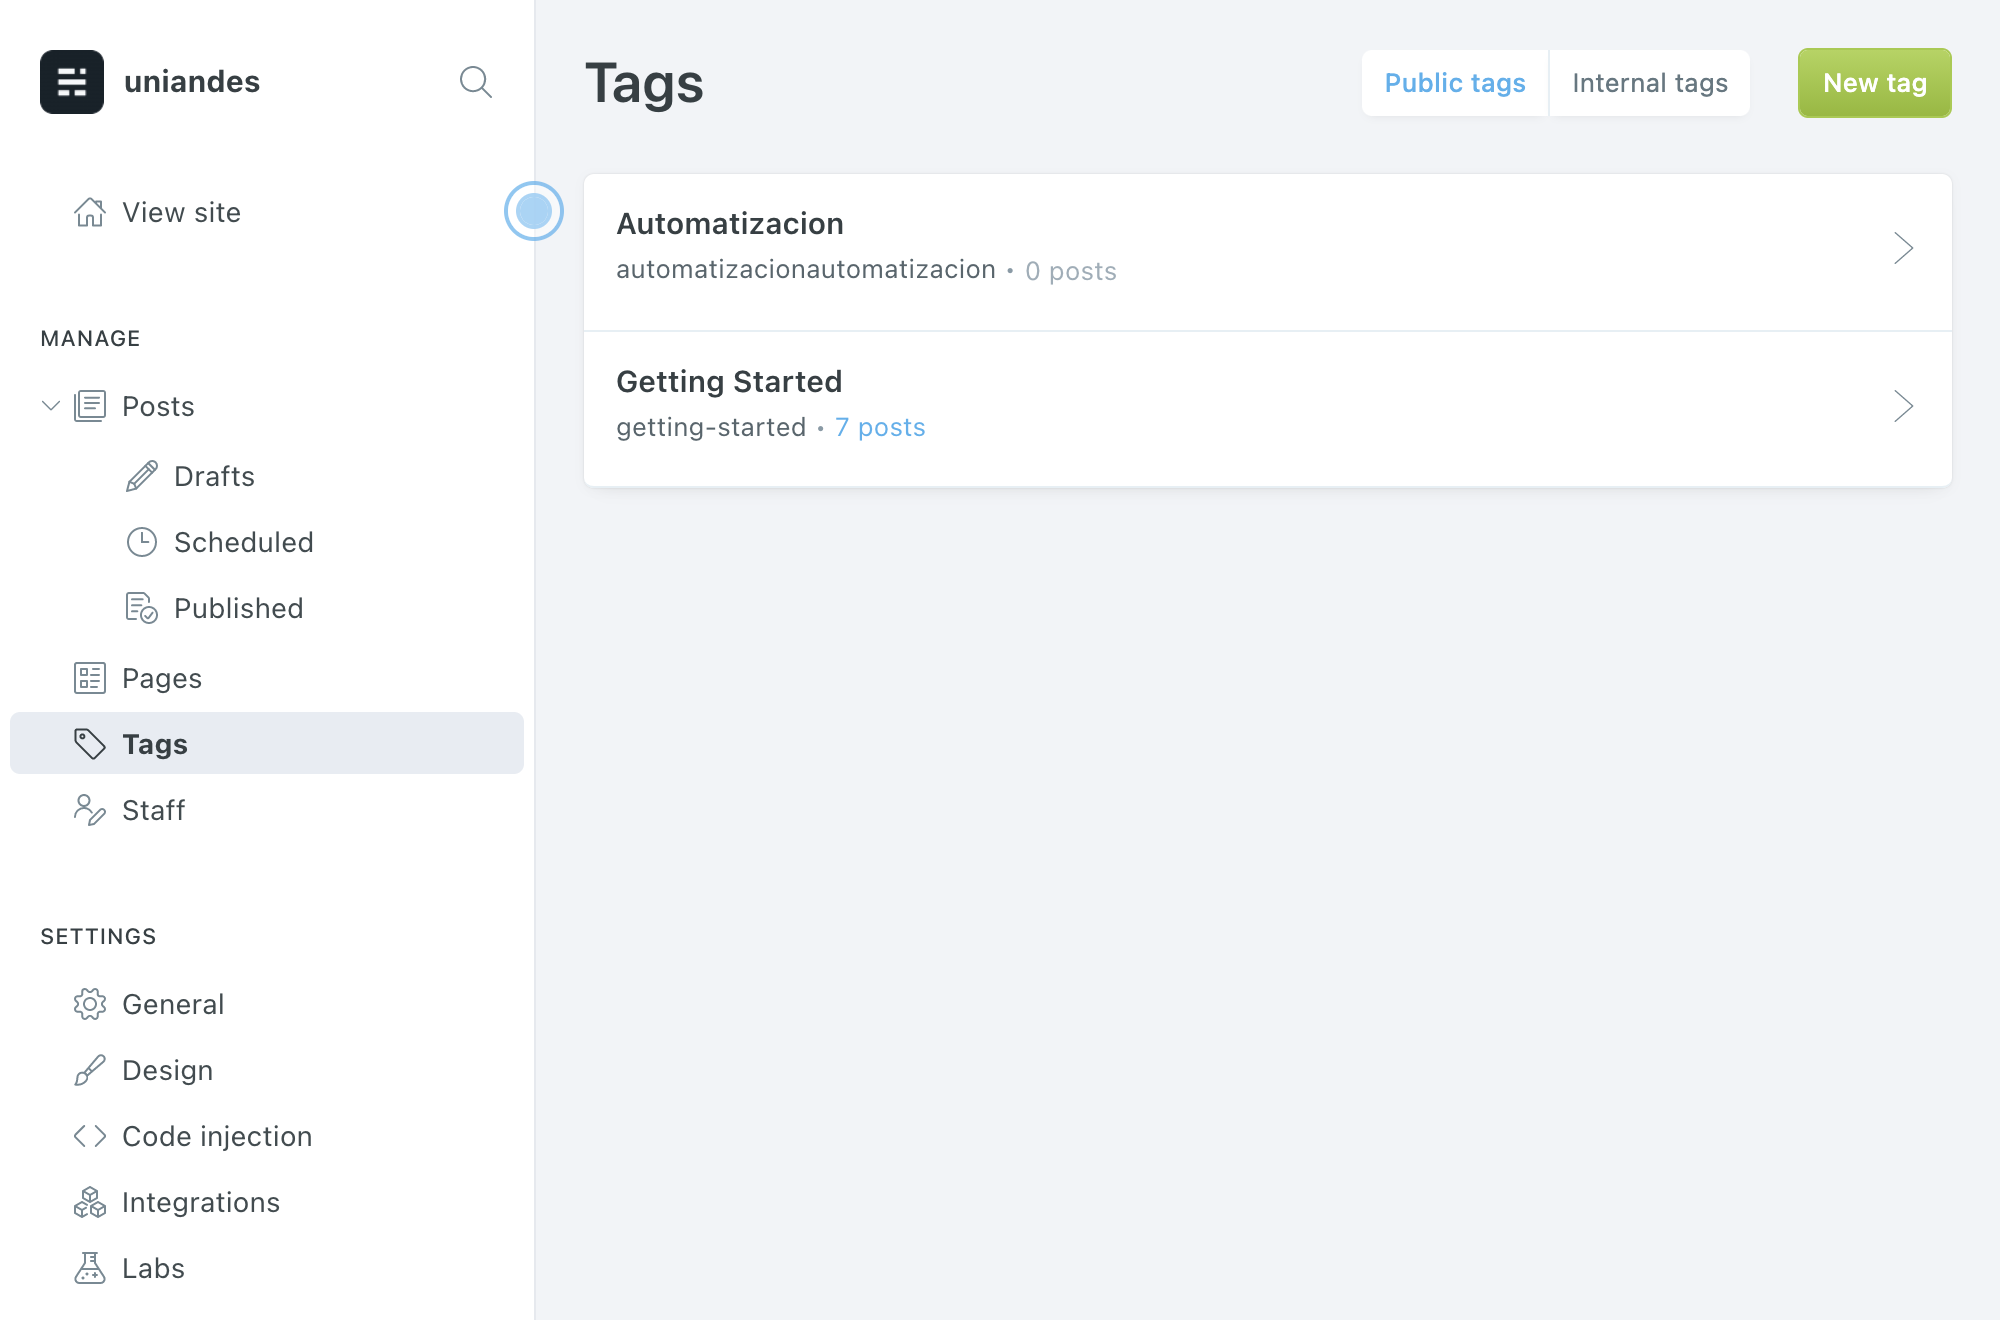 uniandes
View site
MANAGE
Posts
Drafts
Scheduled
Published
Pages
Tags
Staff
SETTINGS
General
Design
Code injection
Integrations
Labs
Tags
Public tags
Internal tags
New tag
Automatizacion
automatizacionautomatizacion • 0 posts
Getting Started
getting-started • 7 posts